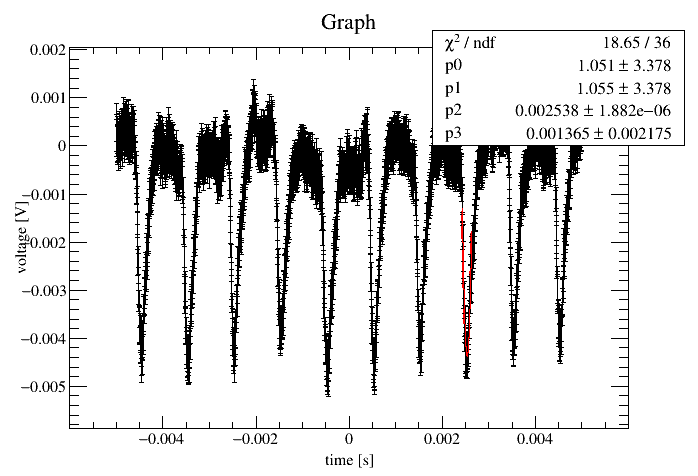 Graph
χ² / ndf 18.65 / 36
p0 1.051 ± 3.378
p1 1.055 ± 3.378
p2 0.002538 ± 1.882e−06
p3 0.001365 ± 0.002175
0.002
0.001
0
−0.001
−0.002
−0.003
−0.004
−0.005
voltage [V]
−0.004 −0.002 0 0.002 0.004
time [s]